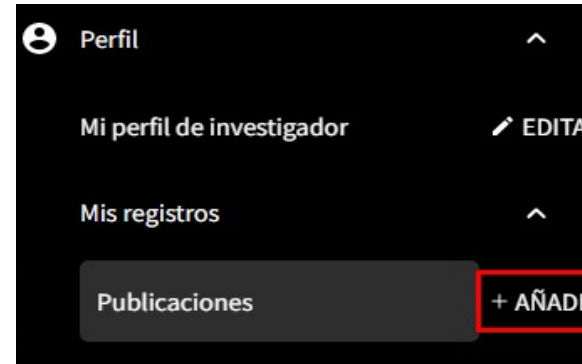 Perfil
Mi perfil de investigador EDITA
Mis registros
Publicaciones + AÑADI